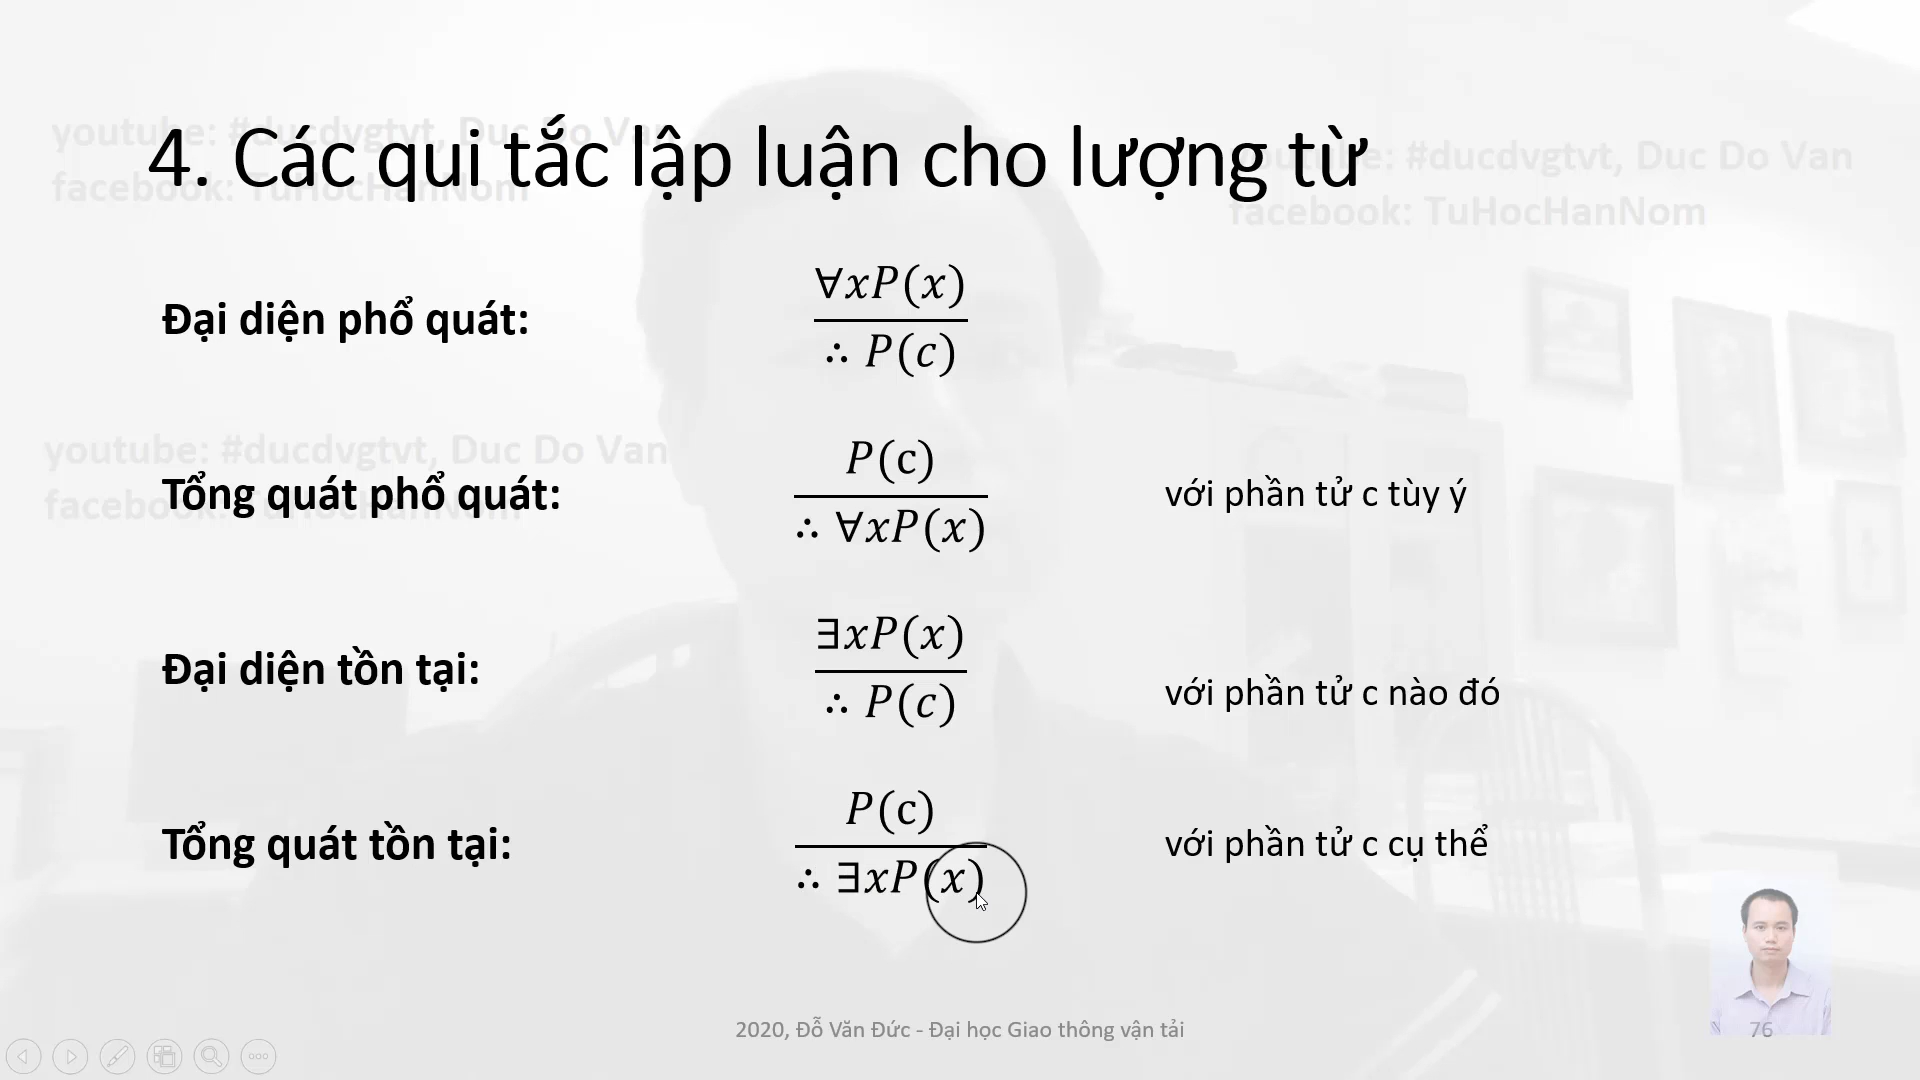 youtube: #ducdvgtvt, Duc Do Van
facebook: TuHocHanNom
4. Các qui tắc lập luận cho lượng từ
youtube: #ducdvgtvt, Duc Do Van
facebook: TuHocHanNom
Đại diện phổ quát:
∀xP(x)
∴ P(c)
youtube: #ducdvgtvt, Duc Do Van
facebook: TuHocHanNom
Tổng quát phổ quát:
P(c)
∴ ∀xP(x)
với phần tử c tùy ý
Đại diện tồn tại:
∃xP(x)
∴ P(c)
với phần tử c nào đó
Tổng quát tồn tại:
P(c)
∴ ∃xP(x)
với phần tử c cụ thể
2020, Đỗ Văn Đức - Đại học Giao thông vận tải
76